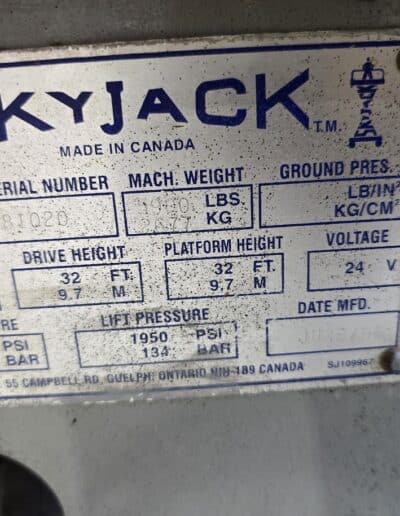 KYJACK T.M.
MADE IN CANADA
ERIAL NUMBER MACH. WEIGHT GROUND PRES.
LBS. LB/IN²
KG KG/CM²
DRIVE HEIGHT PLATFORM HEIGHT VOLTAGE
32 FT. 32 FT. 24 V
9.7 M 9.7 M
RE LIFT PRESSURE DATE MFD.
PSI 1950 PSI
BAR 134 BAR
55 CAMPBELL RD. GUELPH, ONTARIO N1H-1B9 CANADA